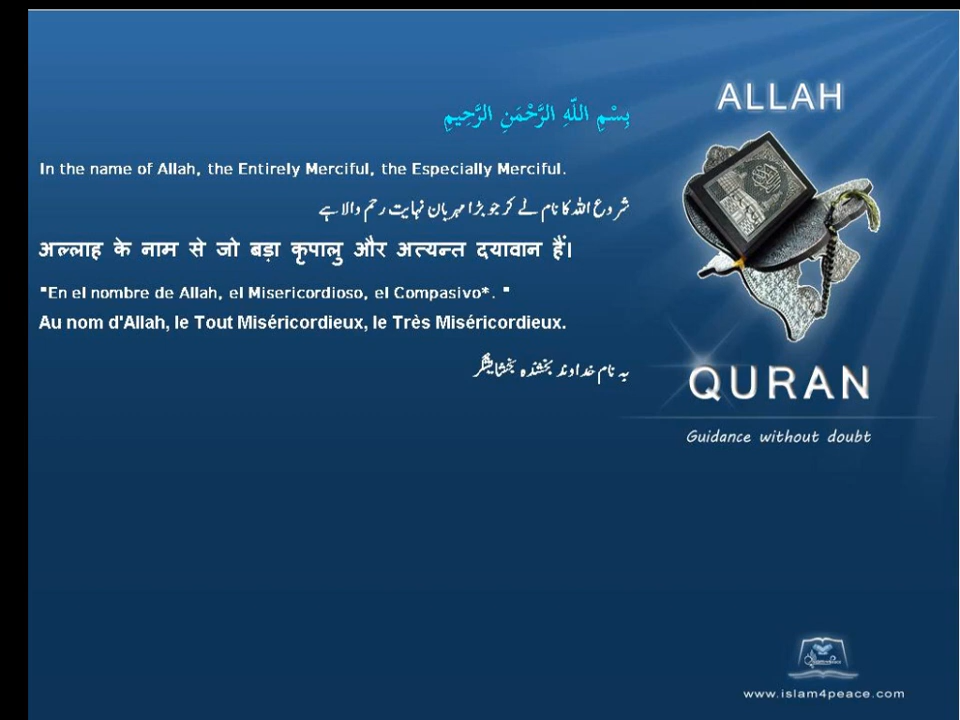 بِسْمِ اللّهِ الرَّحْمَنِ الرَّحِيمِ
In the name of Allah, the Entirely Merciful, the Especially Merciful.
شروع اللہ کا نام لے کر جو بڑا مہربان نہایت رحم والا ہے
अल्लाह के नाम से जो बड़ा कृपालु और अत्यन्त दयावान हैं।
"En el nombre de Allah, el Misericordioso, el Compasivo*. "
Au nom d'Allah, le Tout Miséricordieux, le Très Miséricordieux.
به نام خداوند بخشنده بخشایشگر
ALLAH
QURAN
Guidance without doubt
www.islam4peace.com